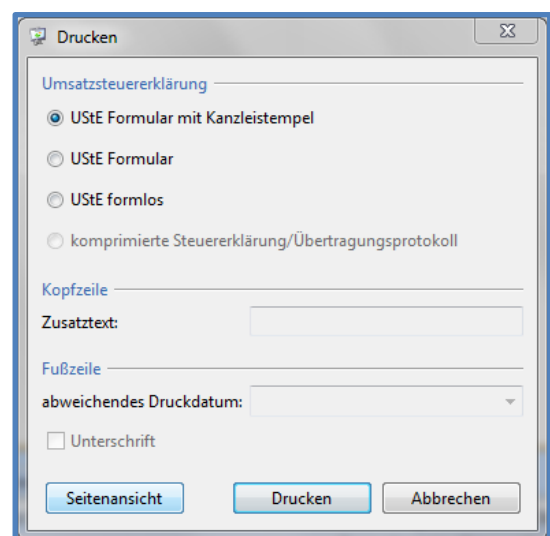 Drucken
Umsatzsteuererklärung
UStE Formular mit Kanzleistempel
UStE Formular
UStE formlos
komprimierte Steuererklärung/Übertragungsprotokoll
Kopfzeile
Zusatztext:
Fußzeile
abweichendes Druckdatum:
Unterschrift
Seitenansicht Drucken Abbrechen